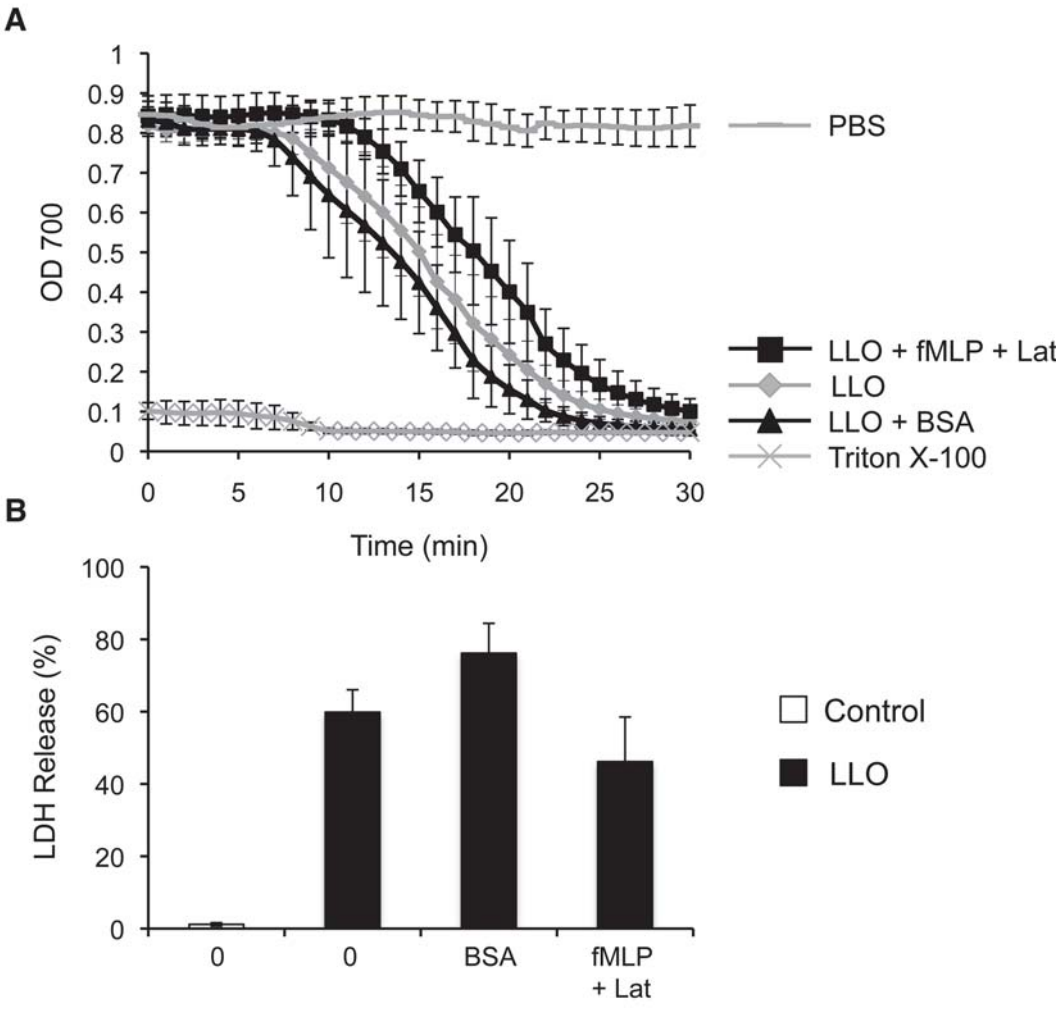 A
1
0.9
0.8
0.7
0.6
0.5
0.4
0.3
0.2
0.1
0
OD 700
0 5 10 15 20 25 30
Time (min)
PBS
LLO + fMLP + Lat
LLO
LLO + BSA
Triton X-100
B
100
80
60
40
20
0
LDH Release (%)
0 0 BSA fMLP
+ Lat
Control
LLO